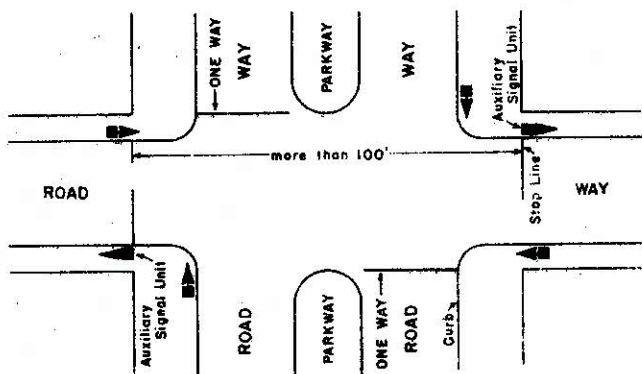 ONE WAY
WAY
PARKWAY
WAY
Auxiliary
Signal Unit
more than 100'
ROAD
Stop Line
WAY
Auxiliary
Signal Unit
ROAD
PARKWAY
ONE WAY
ROAD
Curb